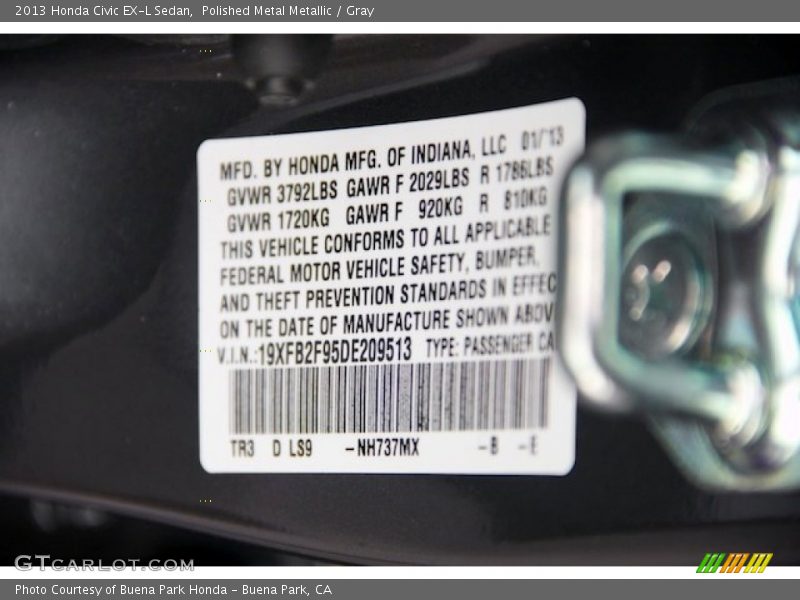 2013 Honda Civic EX-L Sedan, Polished Metal Metallic / Gray
MFD. BY HONDA MFG. OF INDIANA, LLC 01/13
GVWR 3792LBS GAWR F 2029LBS R 1786LBS
GVWR 1720KG GAWR F 920KG R 810KG
THIS VEHICLE CONFORMS TO ALL APPLICABLE
FEDERAL MOTOR VEHICLE SAFETY, BUMPER,
AND THEFT PREVENTION STANDARDS IN EFFEC
ON THE DATE OF MANUFACTURE SHOWN ABOV
V.I.N.:19XFB2F95DE209513 TYPE: PASSENGER CA
TR3 D LS9 -NH737MX -B -E
GTCARLOT.COM
Photo Courtesy of Buena Park Honda - Buena Park, CA